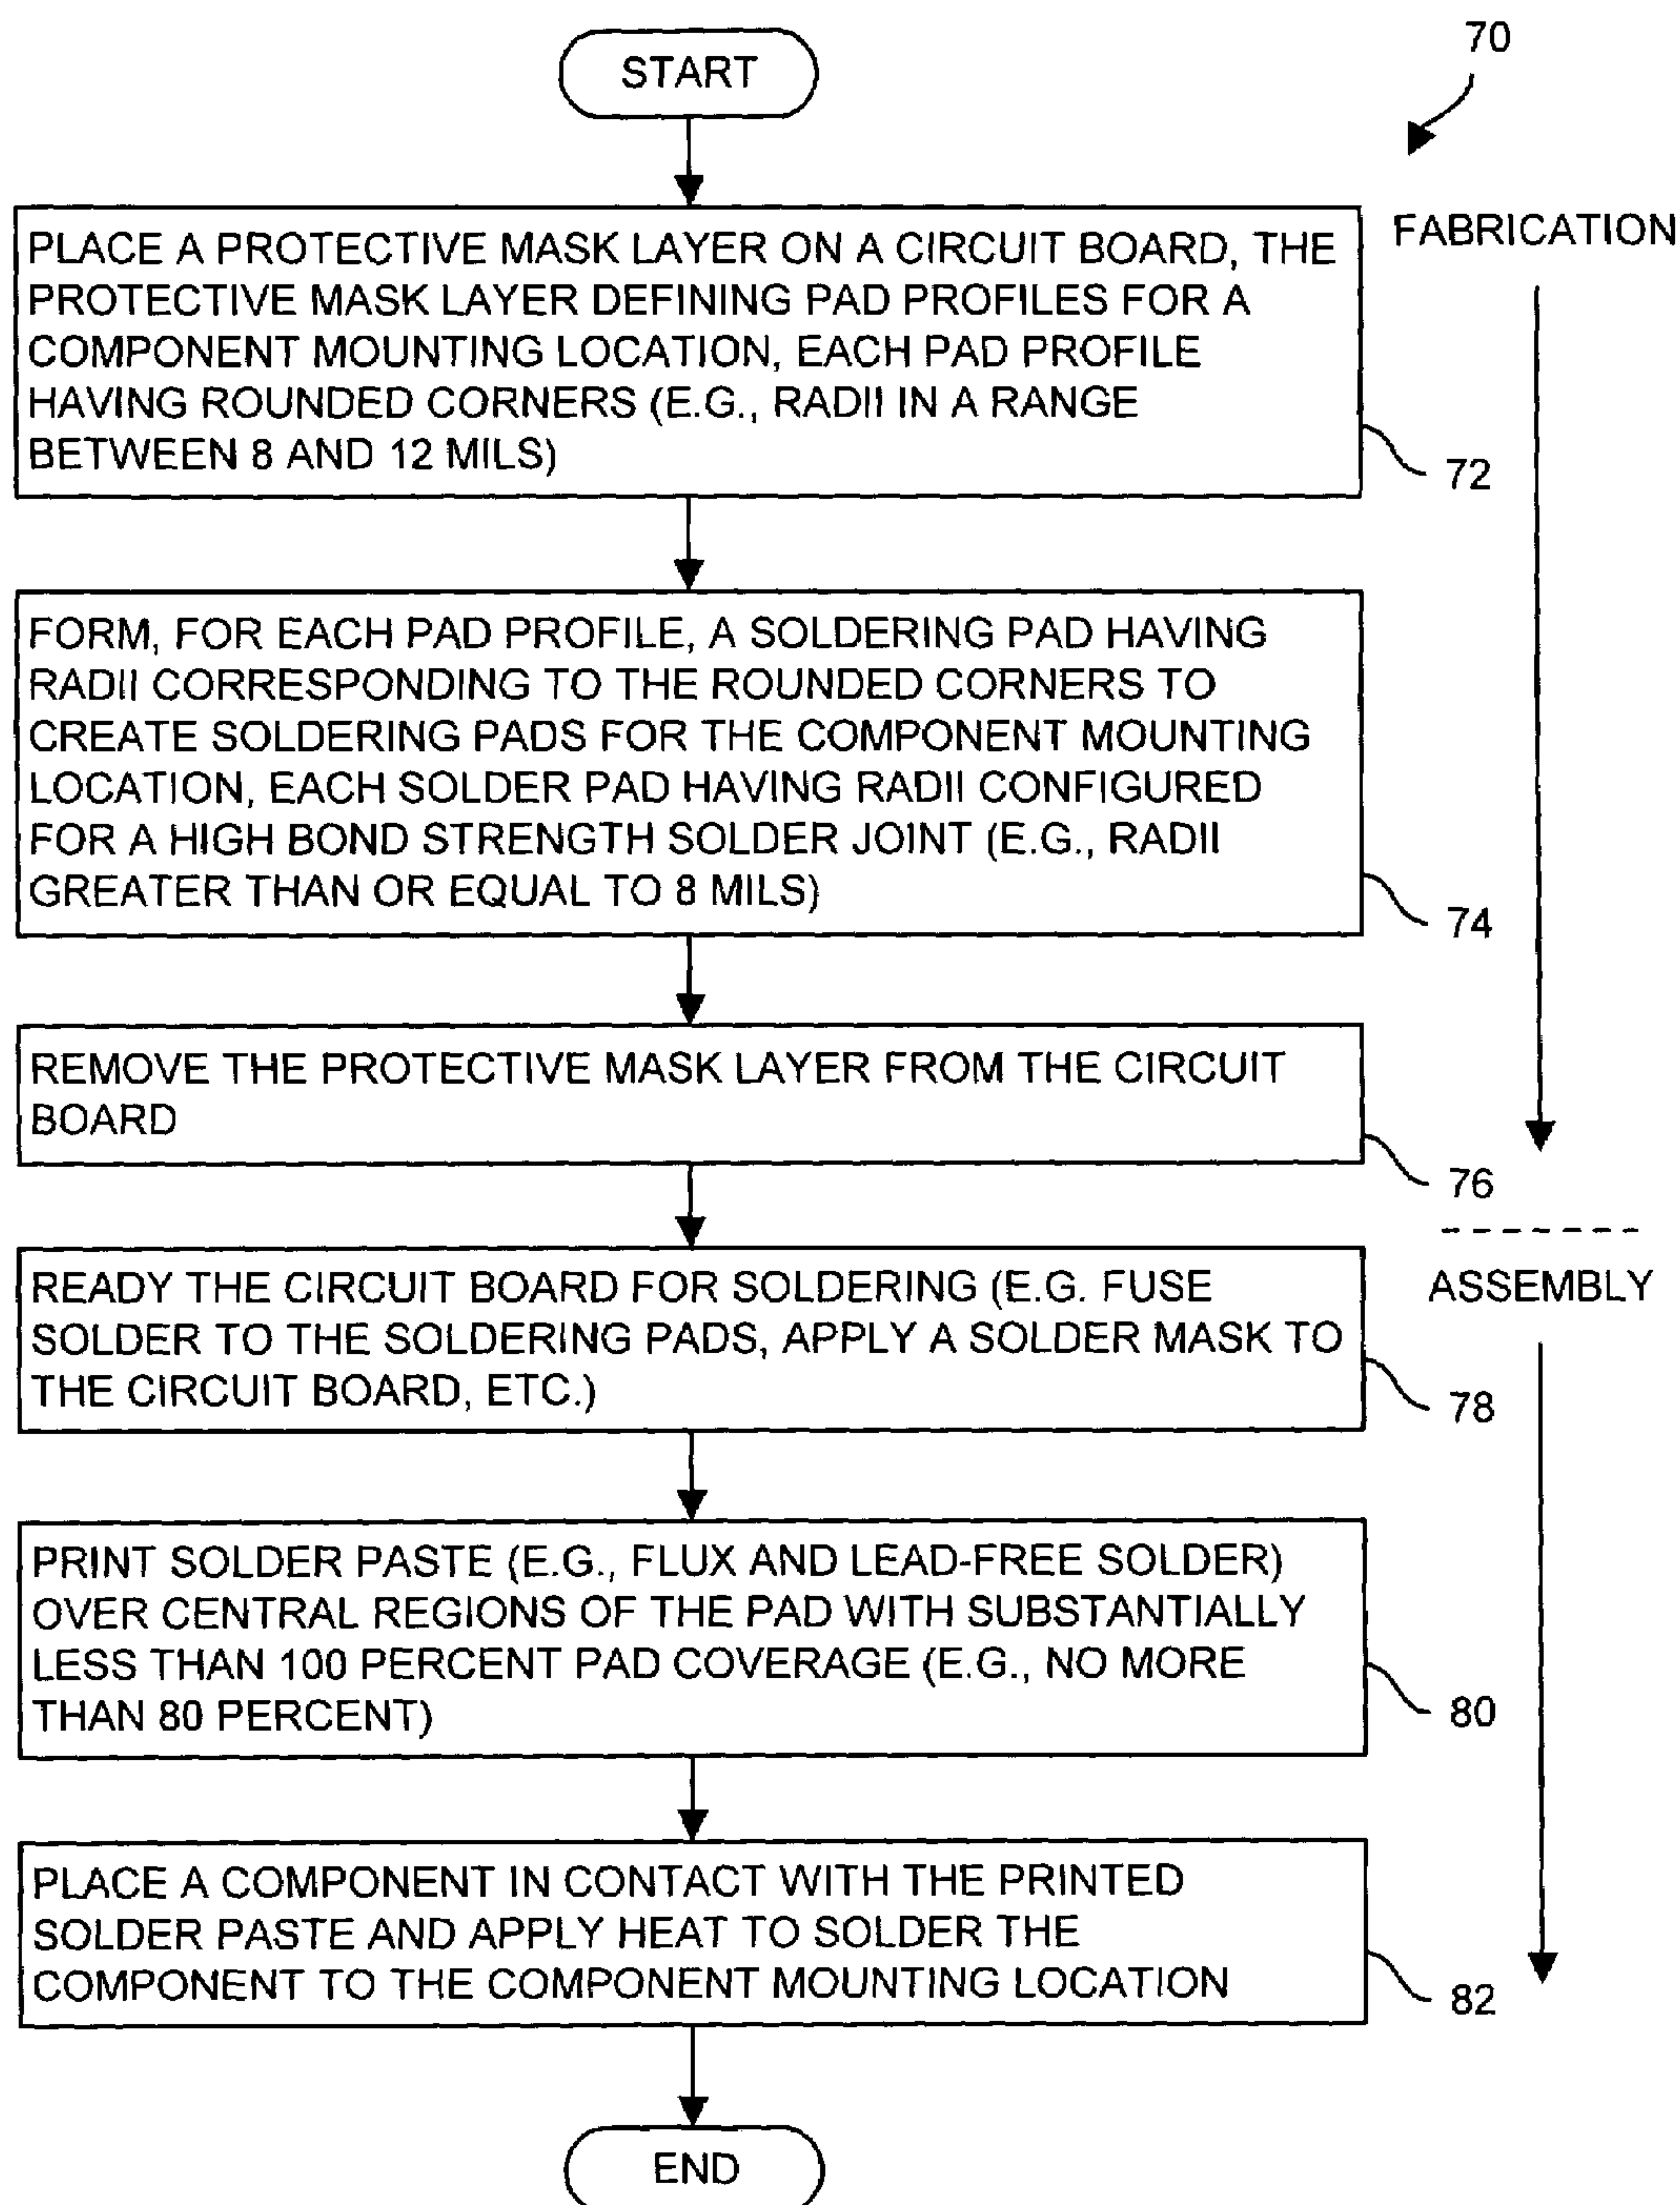 START
70
FABRICATION
PLACE A PROTECTIVE MASK LAYER ON A CIRCUIT BOARD, THE
PROTECTIVE MASK LAYER DEFINING PAD PROFILES FOR A
COMPONENT MOUNTING LOCATION, EACH PAD PROFILE
HAVING ROUNDED CORNERS (E.G., RADII IN A RANGE
BETWEEN 8 AND 12 MILS)
72
FORM, FOR EACH PAD PROFILE, A SOLDERING PAD HAVING
RADII CORRESPONDING TO THE ROUNDED CORNERS TO
CREATE SOLDERING PADS FOR THE COMPONENT MOUNTING
LOCATION, EACH SOLDER PAD HAVING RADII CONFIGURED
FOR A HIGH BOND STRENGTH SOLDER JOINT (E.G., RADII
GREATER THAN OR EQUAL TO 8 MILS)
74
REMOVE THE PROTECTIVE MASK LAYER FROM THE CIRCUIT
BOARD
76
ASSEMBLY
READY THE CIRCUIT BOARD FOR SOLDERING (E.G. FUSE
SOLDER TO THE SOLDERING PADS, APPLY A SOLDER MASK TO
THE CIRCUIT BOARD, ETC.)
78
PRINT SOLDER PASTE (E.G., FLUX AND LEAD-FREE SOLDER)
OVER CENTRAL REGIONS OF THE PAD WITH SUBSTANTIALLY
LESS THAN 100 PERCENT PAD COVERAGE (E.G., NO MORE
THAN 80 PERCENT)
80
PLACE A COMPONENT IN CONTACT WITH THE PRINTED
SOLDER PASTE AND APPLY HEAT TO SOLDER THE
COMPONENT TO THE COMPONENT MOUNTING LOCATION
82
END